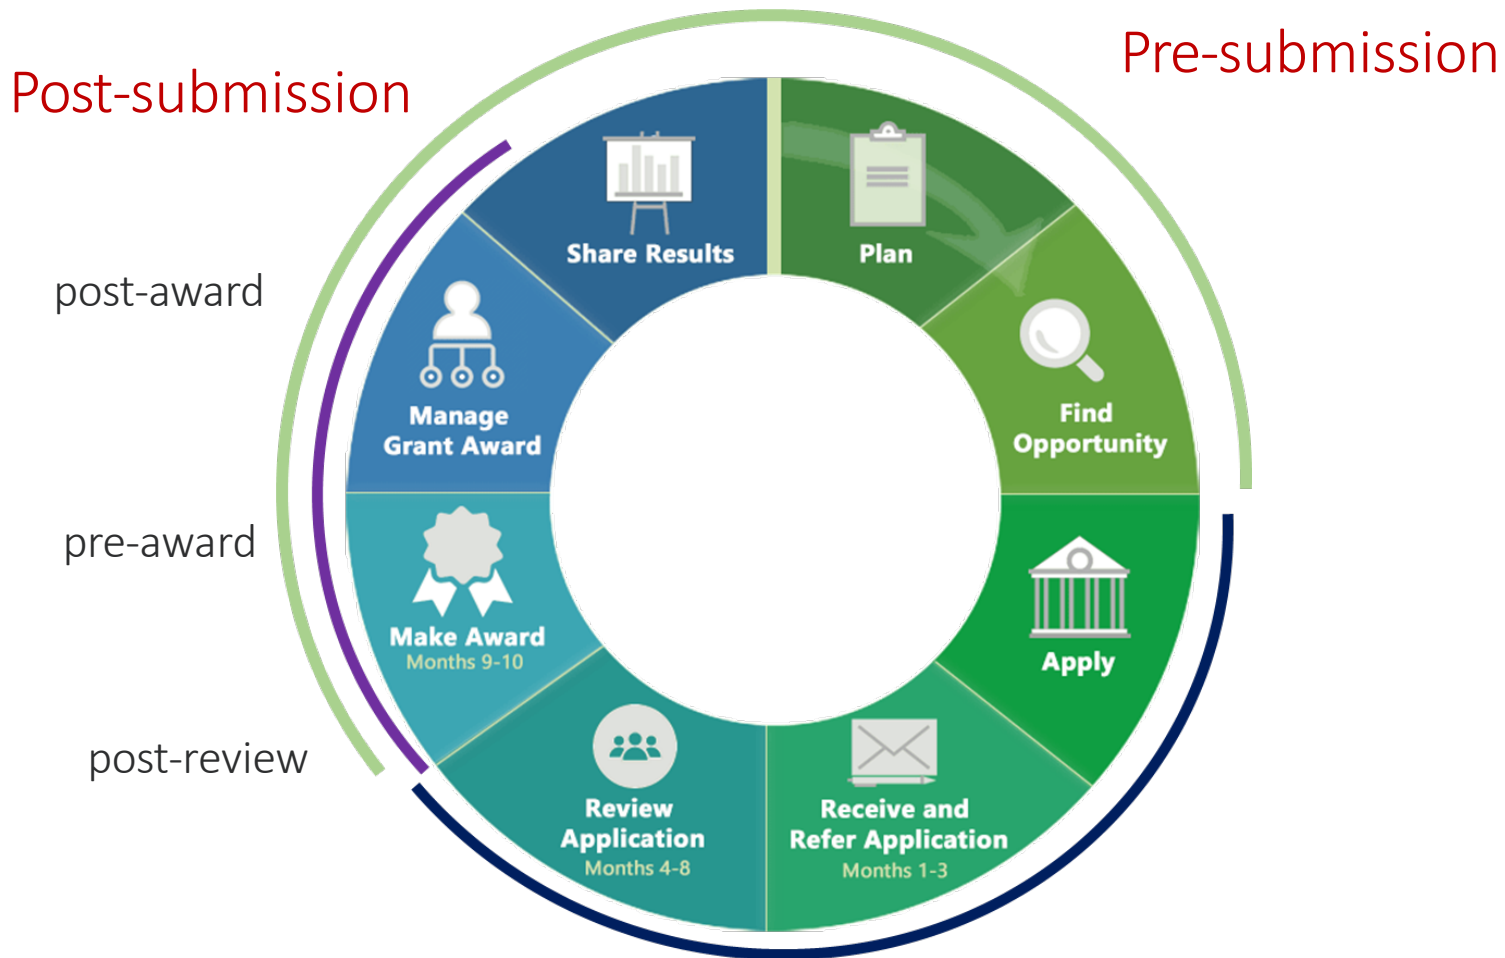 Pre-submission
Post-submission
Share Results
Plan
post-award
Manage
Grant Award
Find
Opportunity
pre-award
Make Award
Months 9-10
Apply
post-review
Review
Application
Months 4-8
Receive and
Refer Application
Months 1-3